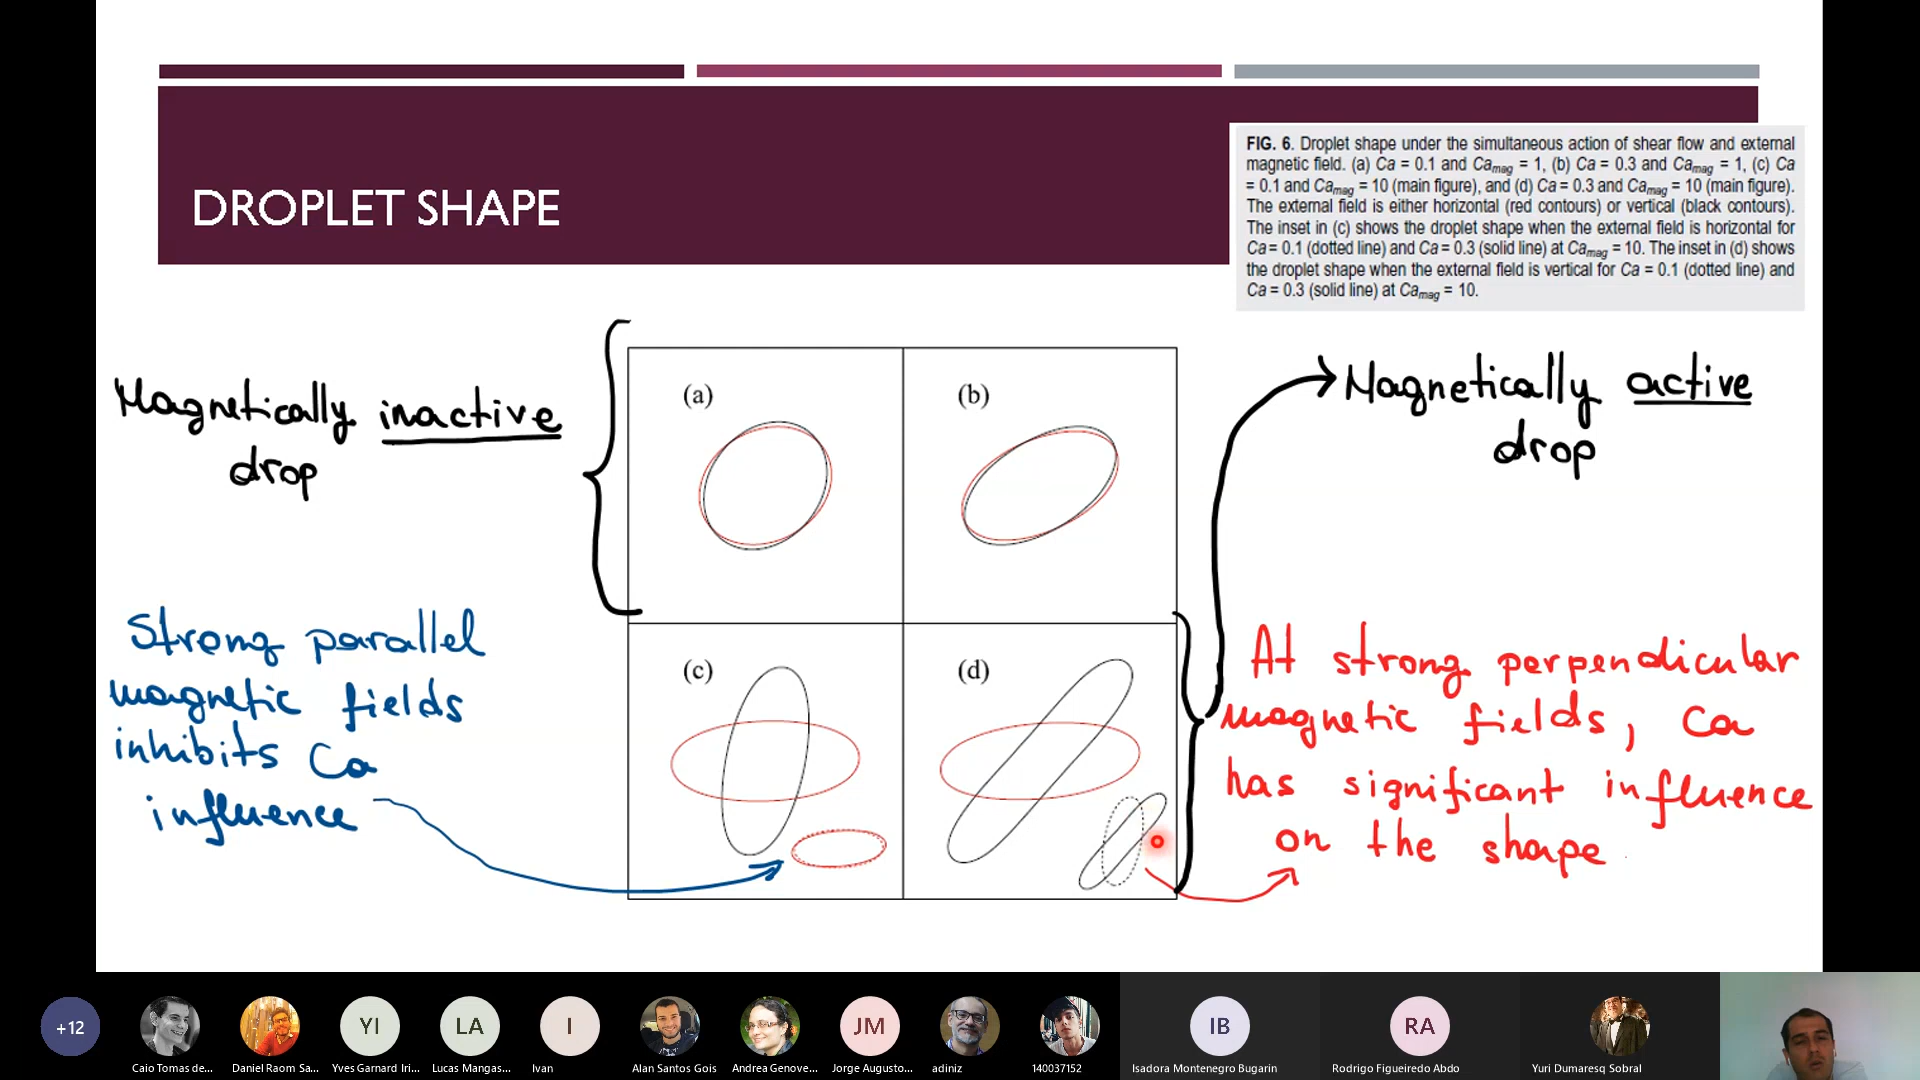 DROPLET SHAPE
FIG. 6. Droplet shape under the simultaneous action of shear flow and external
magnetic field. (a) Ca = 0.1 and Camag = 1, (b) Ca = 0.3 and Camag = 1, (c) Ca
= 0.1 and Camag = 10 (main figure), and (d) Ca = 0.3 and Camag = 10 (main figure).
The external field is either horizontal (red contours) or vertical (black contours).
The inset in (c) shows the droplet shape when the external field is horizontal for
Ca = 0.1 (dotted line) and Ca = 0.3 (solid line) at Camag = 10. The inset in (d) shows
the droplet shape when the external field is vertical for Ca = 0.1 (dotted line) and
Ca = 0.3 (solid line) at Camag = 10.
Magnetically inactive
drop
(a)
(b)
Magnetically active
drop
Strong parallel
magnetic fields
inhibits Ca
influence
(c)
(d)
At strong perpendicular
magnetic fields, Ca
has significant influence
on the shape
+12
YI
LA
I
JM
IB
RA
Caio Tomas de...
Daniel Raom Sa...
Yves Garnard Iri...
Lucas Mangas...
Ivan
Alan Santos Gois
Andrea Genove...
Jorge Augusto...
adiniz
140037152
Isadora Montenegro Bugarin
Rodrigo Figueiredo Abdo
Yuri Dumaresq Sobral